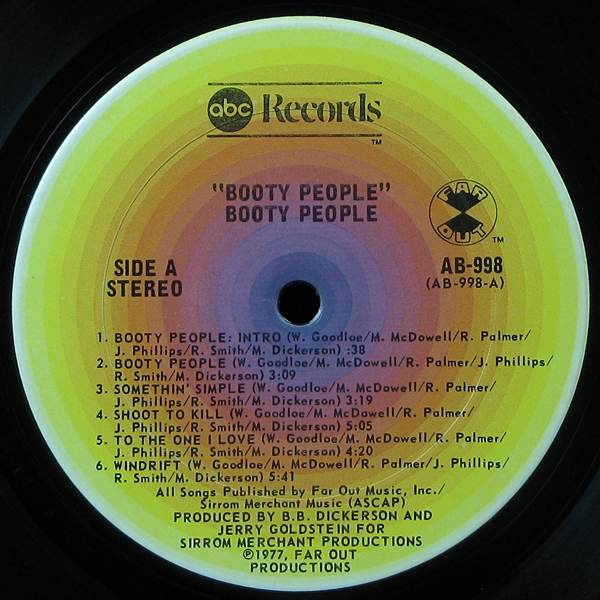 abc Records
TM
"BOOTY PEOPLE"
BOOTY PEOPLE
FAR OUT
TM
SIDE A
STEREO
AB-998
(AB-998-A)
1. BOOTY PEOPLE: INTRO (W. Goodloe/M. McDowell/R. Palmer/
J. Phillips/R. Smith/M. Dickerson) :38
2. BOOTY PEOPLE (W. Goodloe/M. McDowell/R. Palmer/J. Phillips/
R. Smith/M. Dickerson) 3:09
3. SOMETHIN' SIMPLE (W. Goodloe/M. McDowell/R. Palmer/
J. Phillips/R. Smith/M. Dickerson) 3:19
4. SHOOT TO KILL (W. Goodloe/M. McDowell/R. Palmer/
J. Phillips/R. Smith/M. Dickerson) 5:05
5. TO THE ONE I LOVE (W. Goodloe/M. McDowell/R. Palmer/
J. Phillips/R. Smith/M. Dickerson) 4:20
6. WINDRIFT (W. Goodloe/M. McDowell/R. Palmer/J. Phillips/
R. Smith/M. Dickerson) 5:41
All Songs Published by Far Out Music, Inc./
Sirrom Merchant Music (ASCAP)
PRODUCED BY B.B. DICKERSON AND
JERRY GOLDSTEIN FOR
SIRROM MERCHANT PRODUCTIONS
℗1977, FAR OUT
PRODUCTIONS